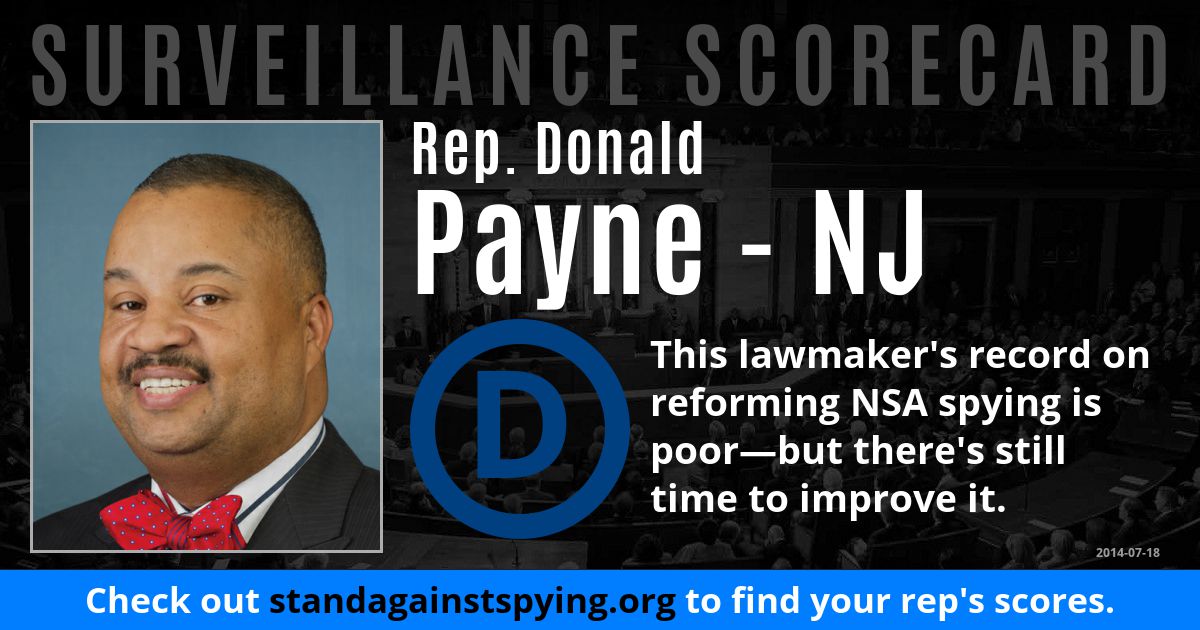 SURVEILLANCE SCORECARD
Rep. Donald
Payne - NJ
D
This lawmaker's record on
reforming NSA spying is
poor—but there's still
time to improve it.
2014-07-18
Check out standagainstspying.org to find your rep's scores.